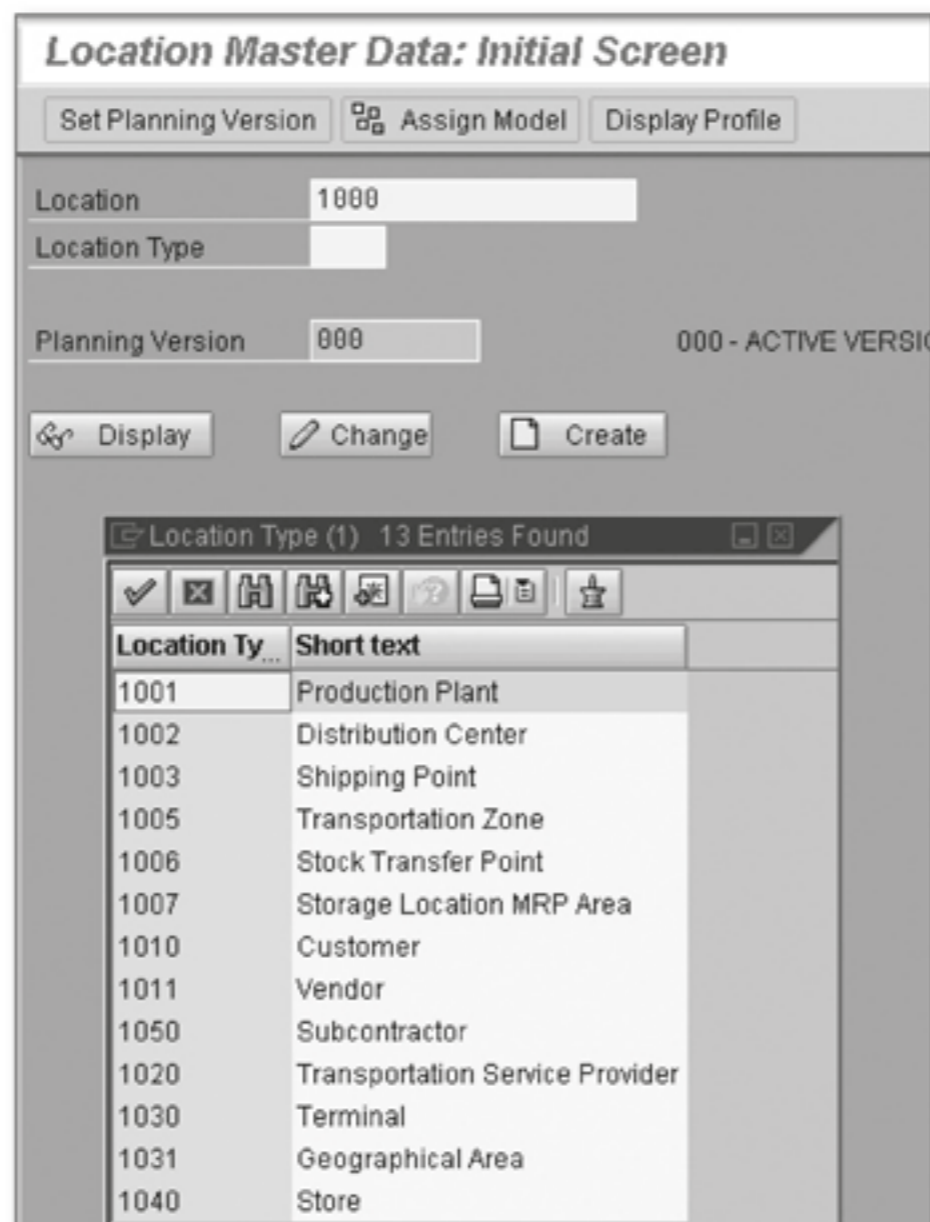 Location Master Data: Initial Screen
Set Planning Version Assign Model Display Profile
Location 1000
Location Type
Planning Version 000 000 - ACTIVE VERSIO
Display Change Create
Location Type (1) 13 Entries Found
Location Ty... Short text
1001 Production Plant
1002 Distribution Center
1003 Shipping Point
1005 Transportation Zone
1006 Stock Transfer Point
1007 Storage Location MRP Area
1010 Customer
1011 Vendor
1050 Subcontractor
1020 Transportation Service Provider
1030 Terminal
1031 Geographical Area
1040 Store